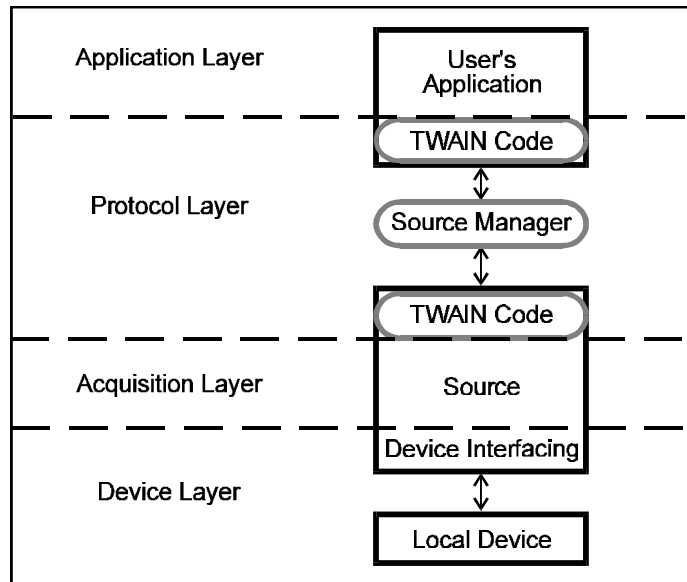 Application Layer
User's
Application
TWAIN Code
Protocol Layer
Source Manager
TWAIN Code
Acquisition Layer
Source
Device Interfacing
Device Layer
Local Device